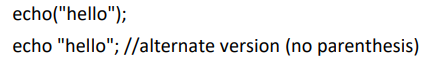 echo("hello");
echo "hello"; //alternate version (no parenthesis)